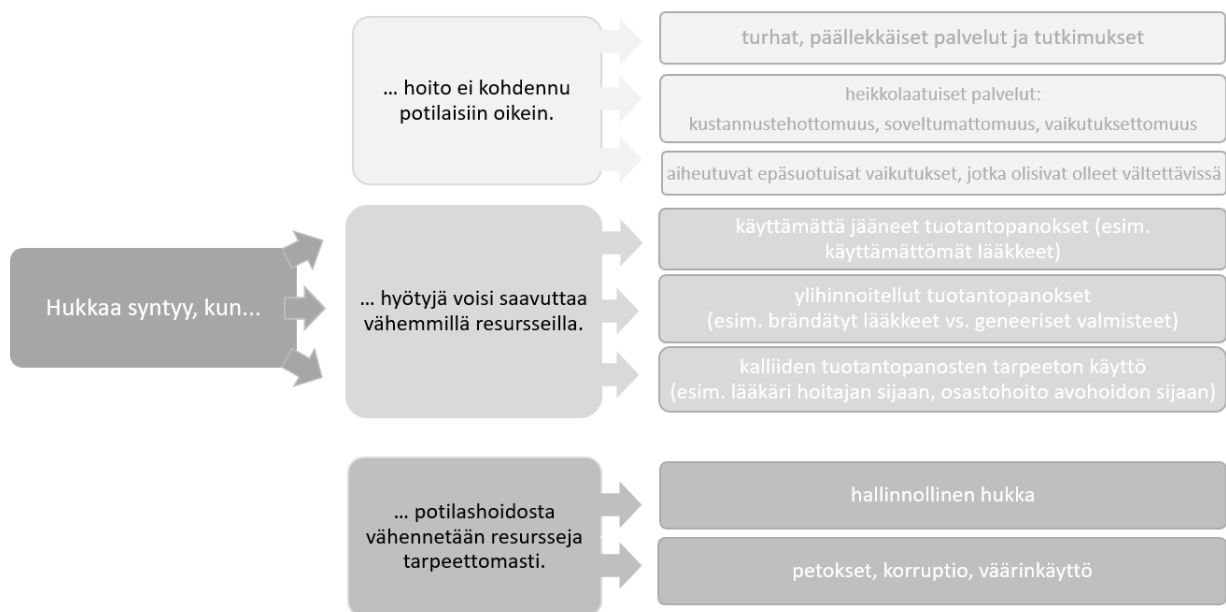 Hukkaa syntyy, kun...
... hoito ei kohdennu
potilaisiin oikein.
turhat, päällekkäiset palvelut ja tutkimukset
heikkolaatuiset palvelut:
kustannustehottomuus, soveltumattomuus, vaikutuksettomuus
aiheutuvat epäsuotuisat vaikutukset, jotka olisivat olleet vältettävissä
... hyötyjä voisi saavuttaa
vähemmillä resursseilla.
käyttämättä jääneet tuotantopanokset (esim.
käyttämättömät lääkkeet)
ylihinnoitellut tuotantopanokset
(esim. brändätyt lääkkeet vs. geneeriset valmisteet)
kalliiden tuotantopanosten tarpeeton käyttö
(esim. lääkäri hoitajan sijaan, osastohoito avohoidon sijaan)
... potilashoidosta
vähennetään resursseja
tarpeettomasti.
hallinnollinen hukka
petokset, korruptio, väärinkäyttö